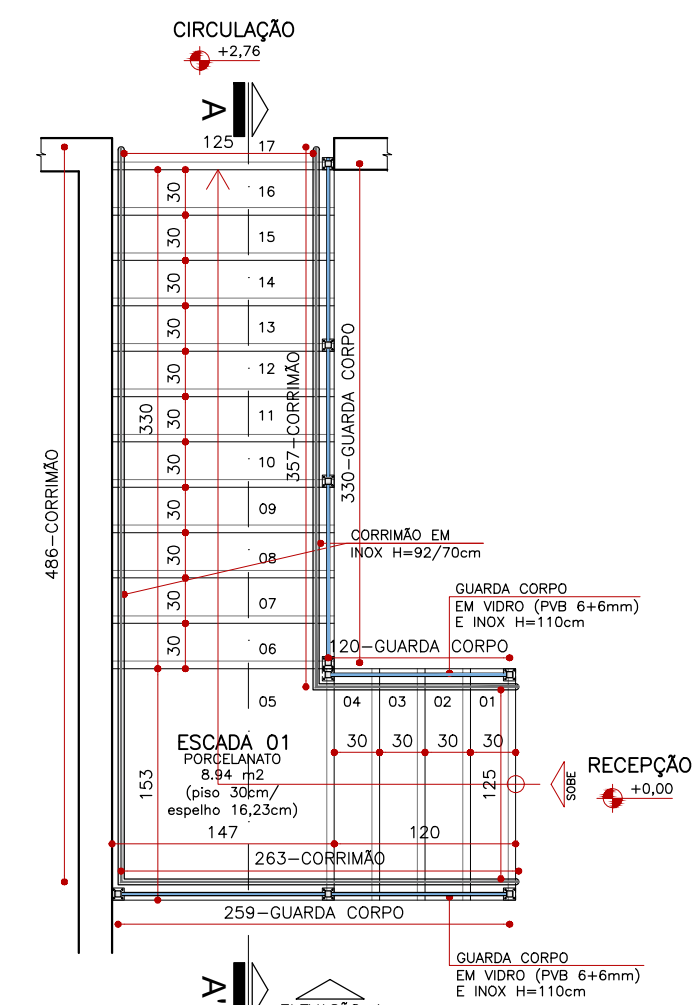 CIRCULAÇÃO
+2,76
A
125
17
30
16
30
15
30
14
30
13
30
12
30
11
30
10
30
09
30
08
30
07
30
06
330
357-CORRIMÃO
330-GUARDA CORPO
486-CORRIMÃO
CORRIMÃO EM
INOX H=92/70cm
GUARDA CORPO
EM VIDRO (PVB 6+6mm)
E INOX H=110cm
120-GUARDA CORPO
05
04
03
02
01
ESCADA 01
PORCELANATO
8.94 m2
(piso 30cm/
espelho 16,23cm)
30
30
30
30
153
125
SOBE
RECEPÇÃO
+0,00
147
120
263-CORRIMÃO
259-GUARDA CORPO
GUARDA CORPO
EM VIDRO (PVB 6+6mm)
E INOX H=110cm
A'